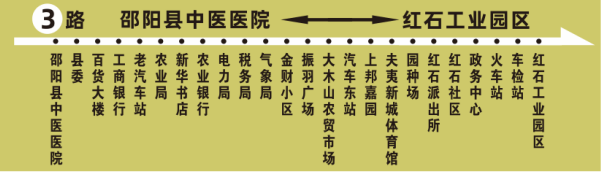 3路 邵阳县中医医院 红石工业园区
邵阳县中医医院
县委
百货大楼
工商银行
老汽车站
农业局
新华书店
农业银行
电力局
税务局
气象局
金财小区
振羽广场
大木山农贸市场
汽车东站
上邦嘉园
夫夷新城体育馆
园种场
红石派出所
红石社区
政务中心
火车站
车检站
红石工业园区